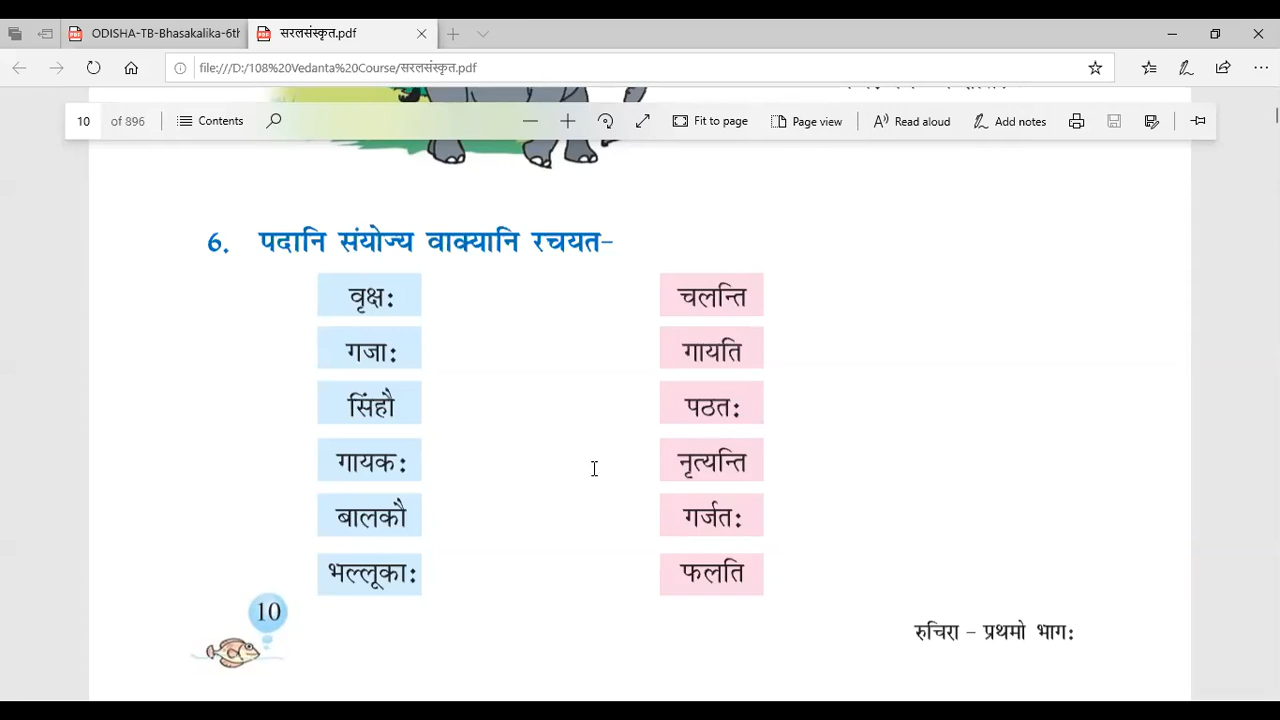 ODISHA-TB-Bhasakalika-6th
सरलसंस्कृत.pdf
file:///D:/108%20Vedanta%20Course/सरलसंस्कृत.pdf
10 of 896 Contents Fit to page Page view Read aloud Add notes
6. पदानि संयोज्य वाक्यानि रचयत-
वृक्षः चलन्ति
गजाः गायति
सिंहौ पठतः
गायकः नृत्यन्ति
बालकौ गर्जतः
भल्लूकाः फलति
10
रुचिरा - प्रथमो भागः